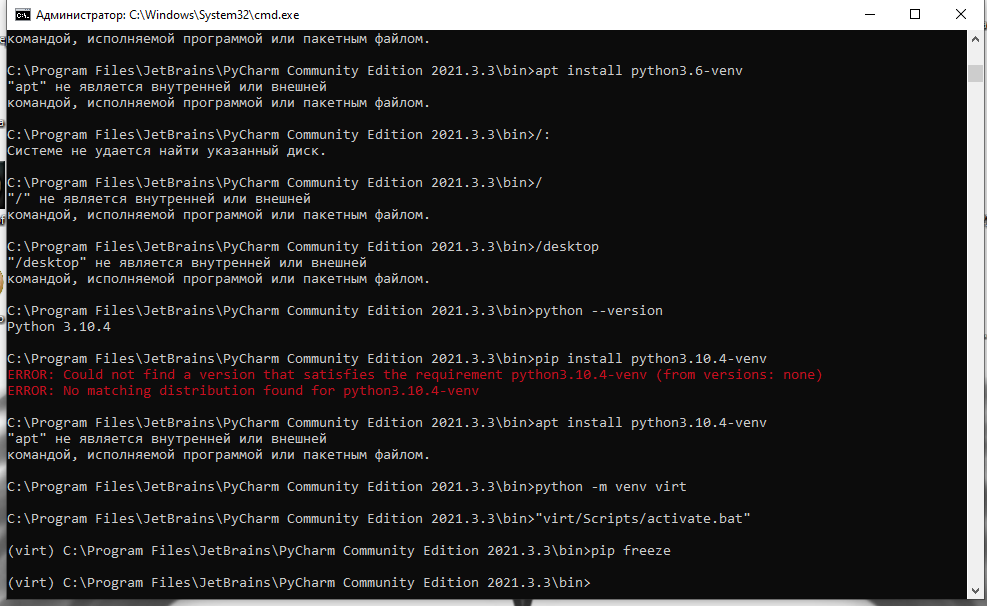 Администратор: C:\Windows\System32\cmd.exe
командой, исполняемой программой или пакетным файлом.
C:\Program Files\JetBrains\PyCharm Community Edition 2021.3.3\bin>apt install python3.6-venv
"apt" не является внутренней или внешней
командой, исполняемой программой или пакетным файлом.
C:\Program Files\JetBrains\PyCharm Community Edition 2021.3.3\bin>/:
Системе не удается найти указанный диск.
C:\Program Files\JetBrains\PyCharm Community Edition 2021.3.3\bin>/
"/" не является внутренней или внешней
командой, исполняемой программой или пакетным файлом.
C:\Program Files\JetBrains\PyCharm Community Edition 2021.3.3\bin>/desktop
"/desktop" не является внутренней или внешней
командой, исполняемой программой или пакетным файлом.
C:\Program Files\JetBrains\PyCharm Community Edition 2021.3.3\bin>python --version
Python 3.10.4
C:\Program Files\JetBrains\PyCharm Community Edition 2021.3.3\bin>pip install python3.10.4-venv
ERROR: Could not find a version that satisfies the requirement python3.10.4-venv (from versions: none)
ERROR: No matching distribution found for python3.10.4-venv
C:\Program Files\JetBrains\PyCharm Community Edition 2021.3.3\bin>apt install python3.10.4-venv
"apt" не является внутренней или внешней
командой, исполняемой программой или пакетным файлом.
C:\Program Files\JetBrains\PyCharm Community Edition 2021.3.3\bin>python -m venv virt
C:\Program Files\JetBrains\PyCharm Community Edition 2021.3.3\bin>"virt/Scripts/activate.bat"
(virt) C:\Program Files\JetBrains\PyCharm Community Edition 2021.3.3\bin>pip freeze
(virt) C:\Program Files\JetBrains\PyCharm Community Edition 2021.3.3\bin>